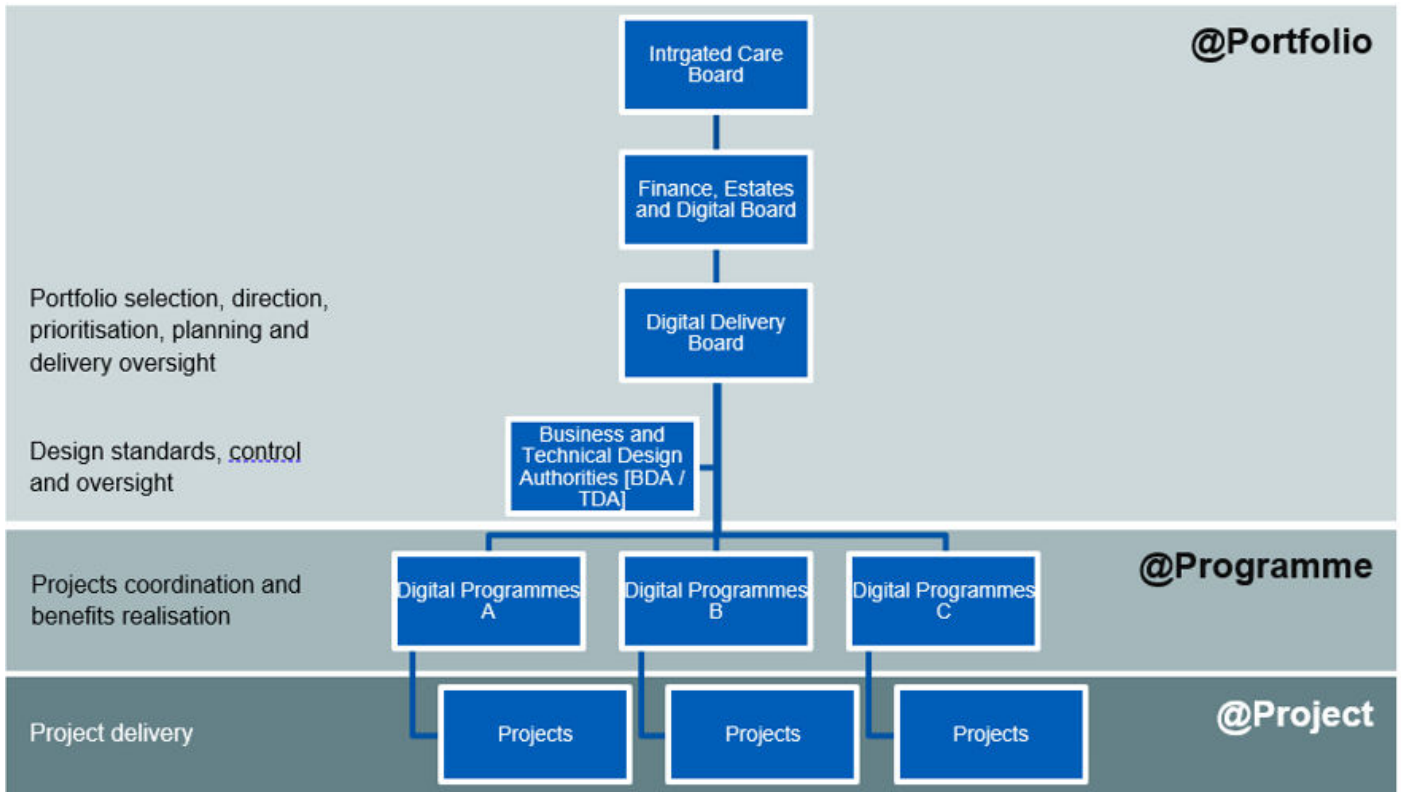 @Portfolio
Intrgated Care
Board
Finance, Estates
and Digital Board
Portfolio selection, direction,
prioritisation, planning and
delivery oversight
Digital Delivery
Board
Design standards, control
and oversight
Business and
Technical Design
Authorities [BDA /
TDA]
@Programme
Projects coordination and
benefits realisation
Digital Programmes
A
Digital Programmes
B
Digital Programmes
C
@Project
Project delivery
Projects
Projects
Projects